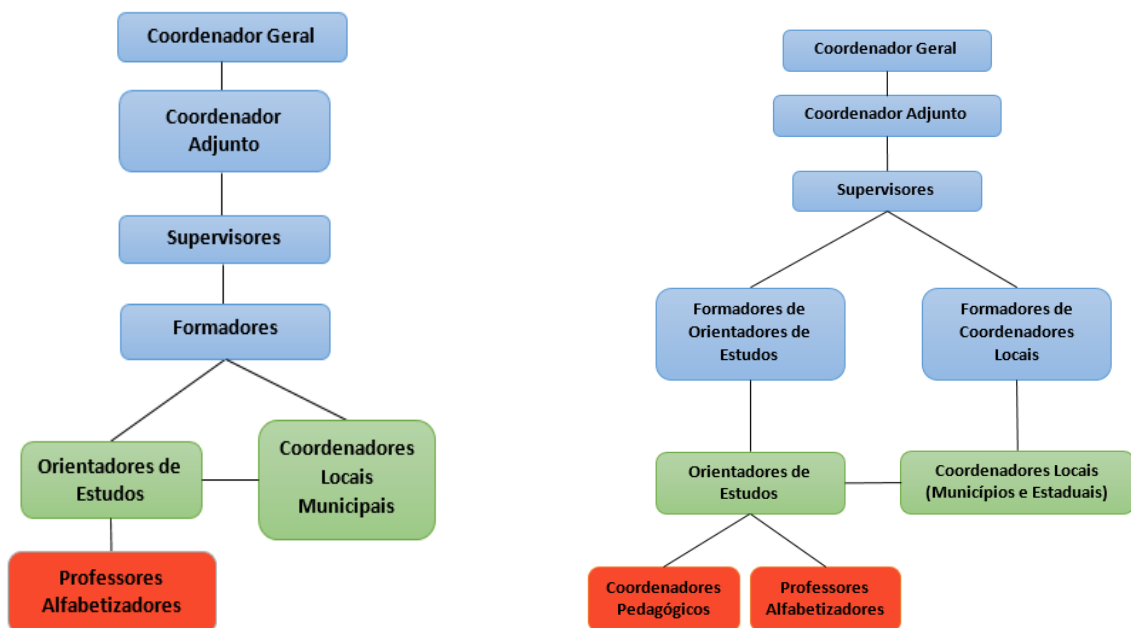 Coordenador Geral
Coordenador
Adjunto
Supervisores
Formadores
Orientadores de
Estudos
Coordenadores
Locais
Municipais
Professores
Alfabetizadores
Coordenador Geral
Coordenador Adjunto
Supervisores
Formadores de
Orientadores de
Estudos
Formadores de
Coordenadores
Locais
Orientadores de
Estudos
Coordenadores Locais
(Municípios e Estaduais)
Coordenadores
Pedagógicos
Professores
Alfabetizadores